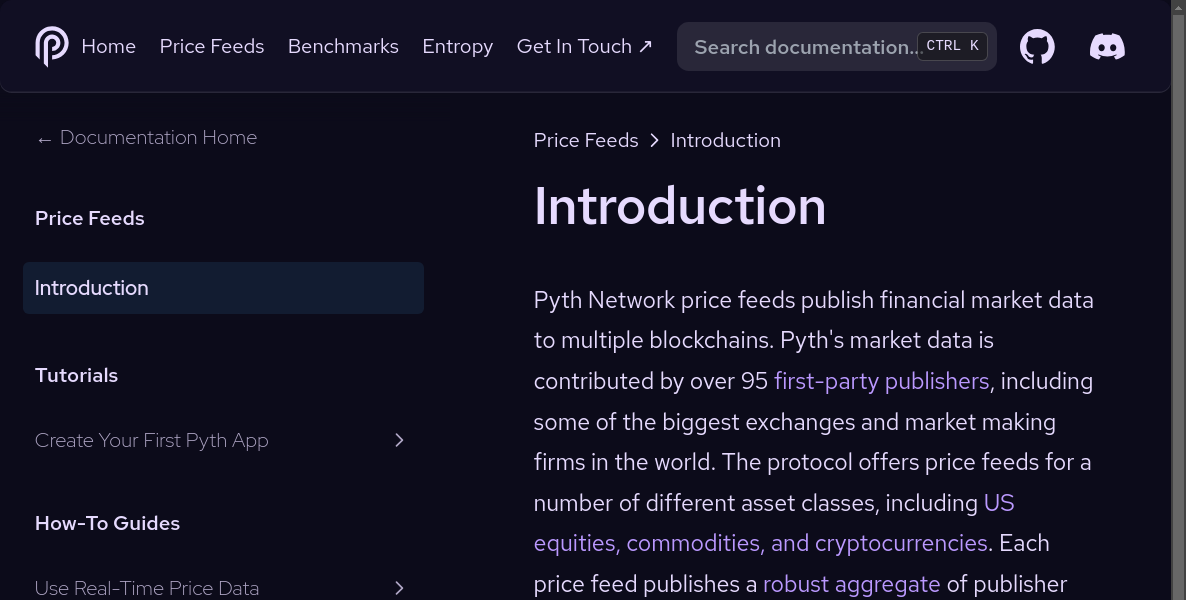 Home Price Feeds Benchmarks Entropy Get In Touch ↗ Search documentation... CTRL K
← Documentation Home
Price Feeds
Introduction
Tutorials
Create Your First Pyth App
How-To Guides
Use Real-Time Price Data
Price Feeds > Introduction
Introduction
Pyth Network price feeds publish financial market data
to multiple blockchains. Pyth's market data is
contributed by over 95 first-party publishers, including
some of the biggest exchanges and market making
firms in the world. The protocol offers price feeds for a
number of different asset classes, including US
equities, commodities, and cryptocurrencies. Each
price feed publishes a robust aggregate of publisher